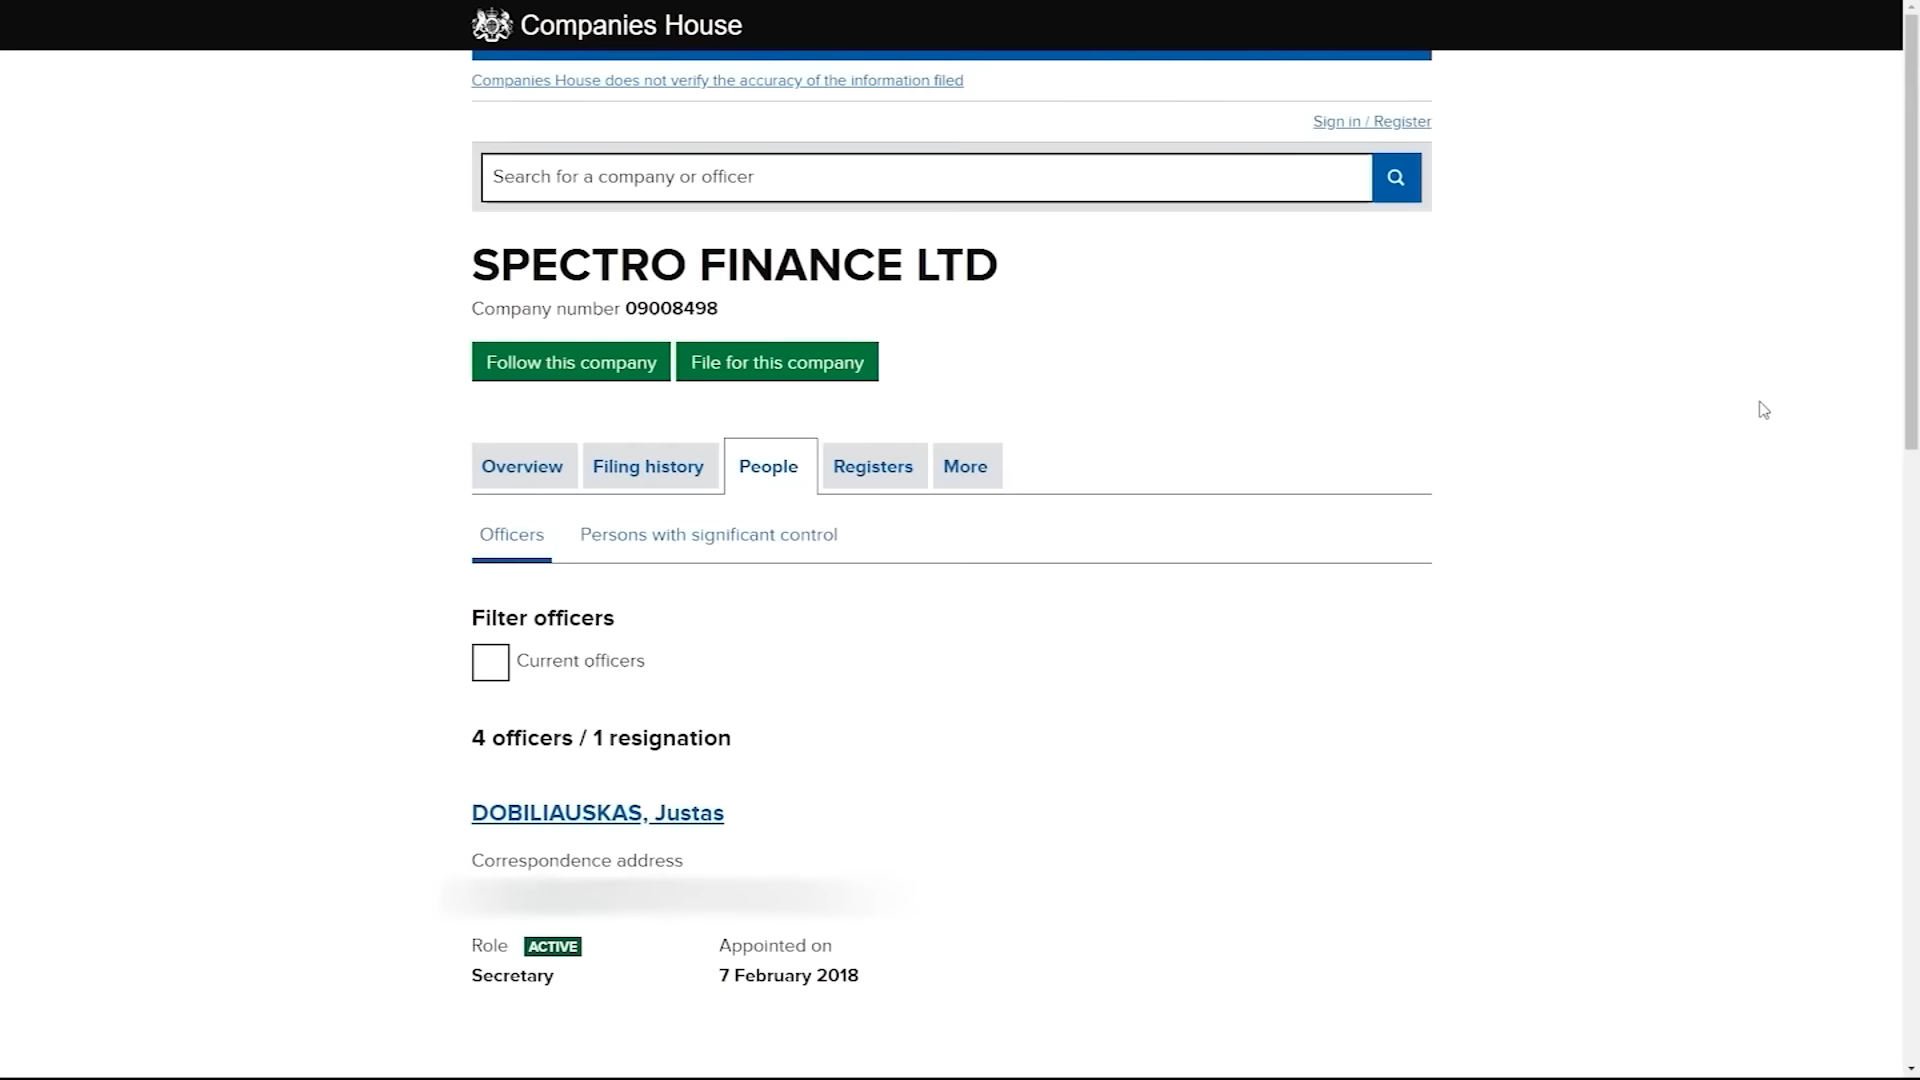 Companies House
Companies House does not verify the accuracy of the information filed
Sign in / Register
Search for a company or officer
SPECTRO FINANCE LTD
Company number 09008498
Follow this company File for this company
Overview Filing history People Registers More
Officers Persons with significant control
Filter officers
Current officers
4 officers / 1 resignation
DOBILIAUSKAS, Justas
Correspondence address
Role ACTIVE Appointed on
Secretary 7 February 2018